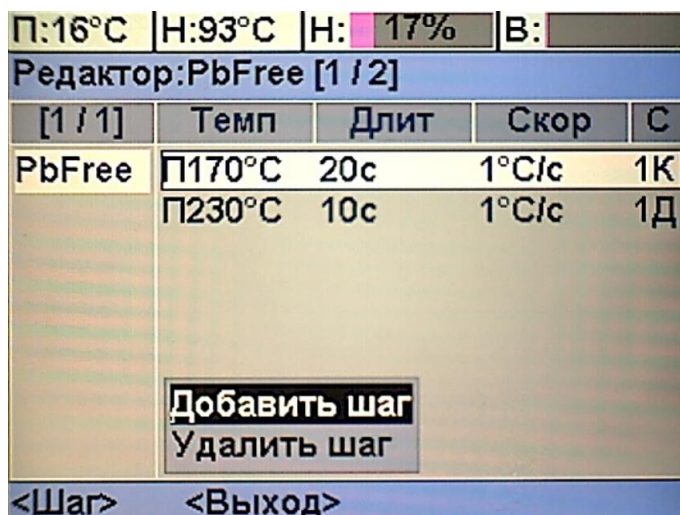 П:16°C Н:93°C Н: 17% В:
Редактор:PbFree [1 / 2]
[1 / 1] Темп Длит Скор С
PbFree П170°C 20с 1°C/с 1К
П230°C 10с 1°C/с 1Д
Добавить шаг
Удалить шаг
<Шаг> <Выход>